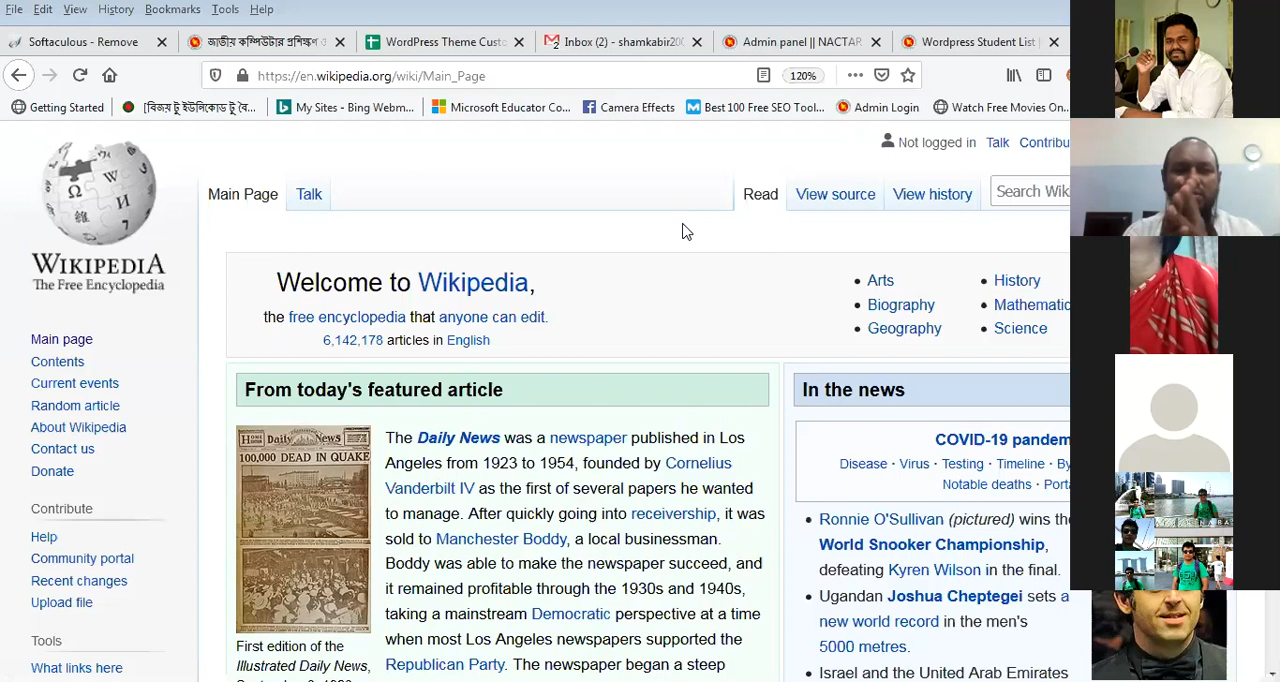 File Edit View History Bookmarks Tools Help
Softaculous - Remove
জাতীয় কম্পিউটার প্রশিক্ষণ ও
WordPress Theme Custo
Inbox (2) - shamkabir20
Admin panel || NACTAR
Wordpress Student List |
https://en.wikipedia.org/wiki/Main_Page
120%
Getting Started
[বিজয় টু ইউনিকোড টু বৈ...
My Sites - Bing Webm...
Microsoft Educator Co...
Camera Effects
Best 100 Free SEO Tool...
Admin Login
Watch Free Movies On...
Not logged in Talk Contribu
Main Page Talk
Read View source View history
Search Wik
WIKIPEDIA
The Free Encyclopedia
Main page
Contents
Current events
Random article
About Wikipedia
Contact us
Donate
Contribute
Help
Community portal
Recent changes
Upload file
Tools
What links here
Welcome to Wikipedia,
the free encyclopedia that anyone can edit.
6,142,178 articles in English
Arts
Biography
Geography
History
Mathematic
Science
From today's featured article
HOME EDITION Daily News
100,000 DEAD IN QUAKE
First edition of the
Illustrated Daily News,
The Daily News was a newspaper published in Los
Angeles from 1923 to 1954, founded by Cornelius
Vanderbilt IV as the first of several papers he wanted
to manage. After quickly going into receivership, it was
sold to Manchester Boddy, a local businessman.
Boddy was able to make the newspaper succeed, and
it remained profitable through the 1930s and 1940s,
taking a mainstream Democratic perspective at a time
when most Los Angeles newspapers supported the
Republican Party. The newspaper began a steep
In the news
COVID-19 pandem
Disease · Virus · Testing · Timeline · By
Notable deaths · Porta
Ronnie O'Sullivan (pictured) wins the
World Snooker Championship,
defeating Kyren Wilson in the final.
Ugandan Joshua Cheptegei sets a
new world record in the men's
5000 metres.
Israel and the United Arab Emirates